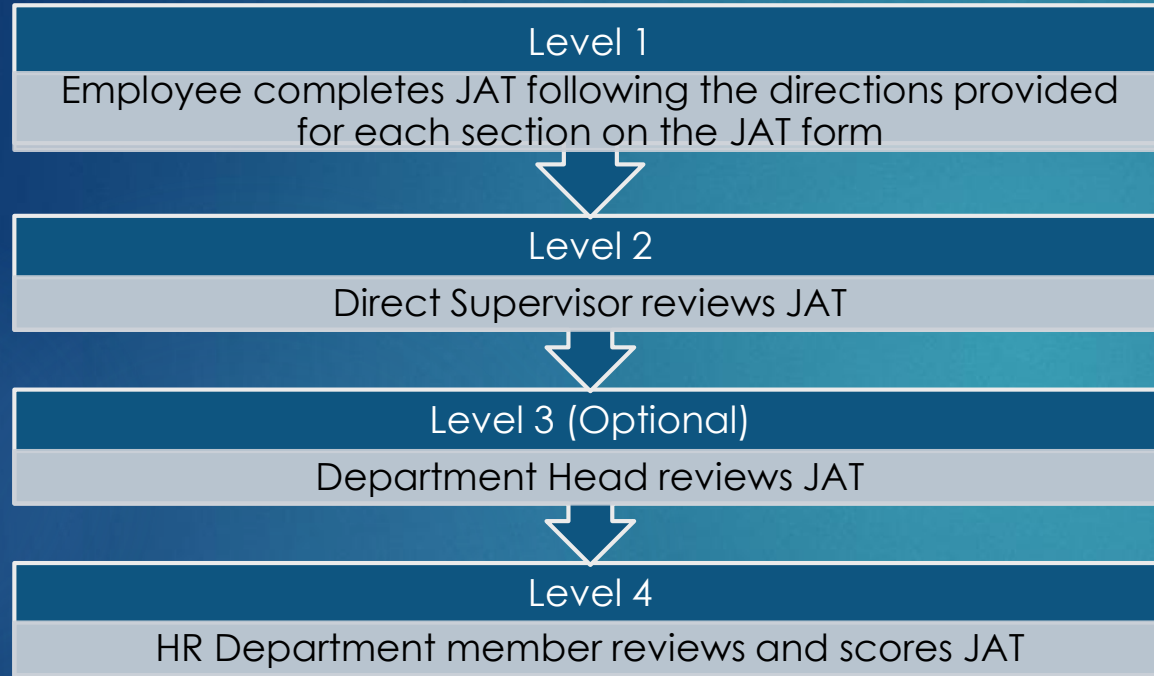 Level 1
Employee completes JAT following the directions provided
for each section on the JAT form
Level 2
Direct Supervisor reviews JAT
Level 3 (Optional)
Department Head reviews JAT
Level 4
HR Department member reviews and scores JAT